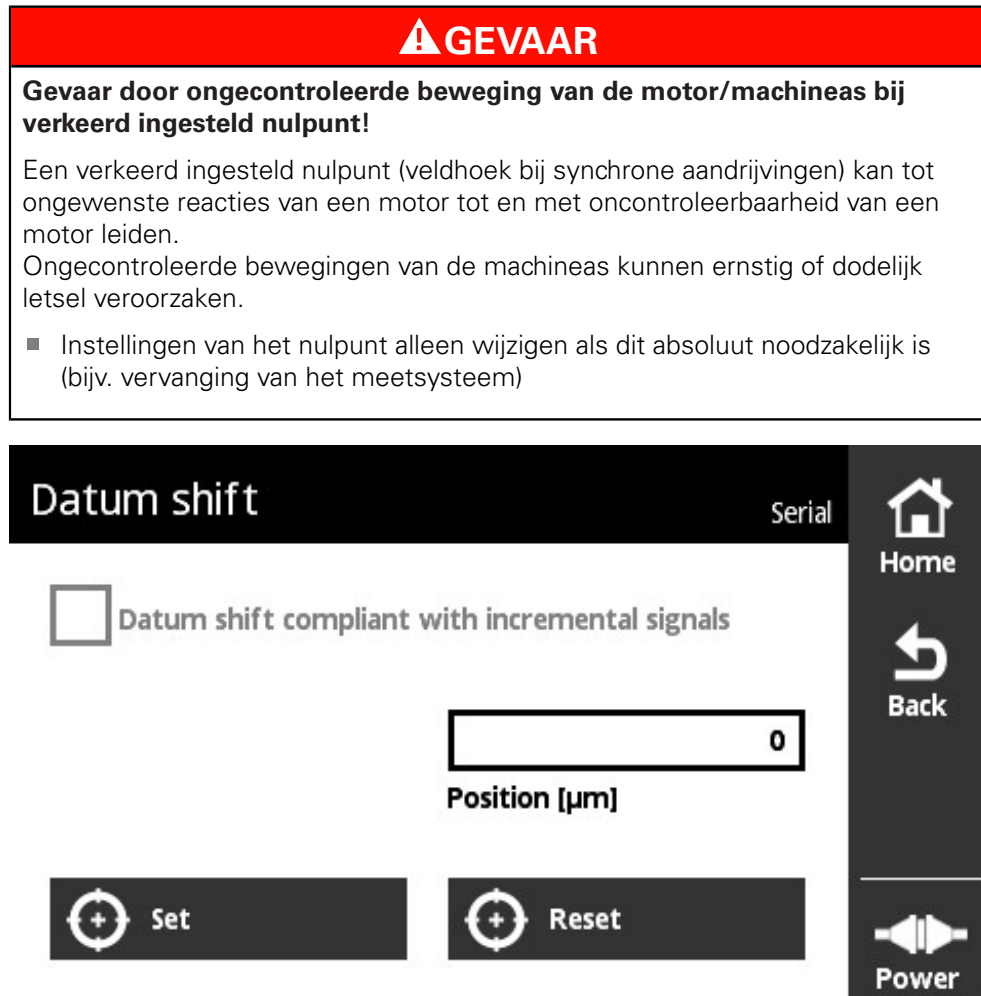 GEVAAR
Gevaar door ongecontroleerde beweging van de motor/machineas bij
verkeerd ingesteld nulpunt!
Een verkeerd ingesteld nulpunt (veldhoek bij synchrone aandrijvingen) kan tot
ongewenste reacties van een motor tot en met oncontroleerbaarheid van een
motor leiden.
Ongecontroleerde bewegingen van de machineas kunnen ernstig of dodelijk
letsel veroorzaken.
Instellingen van het nulpunt alleen wijzigen als dit absoluut noodzakelijk is
(bijv. vervanging van het meetsysteem)
Datum shift
Serial
Home
Datum shift compliant with incremental signals
Back
0
Position [µm]
Set
Reset
Power